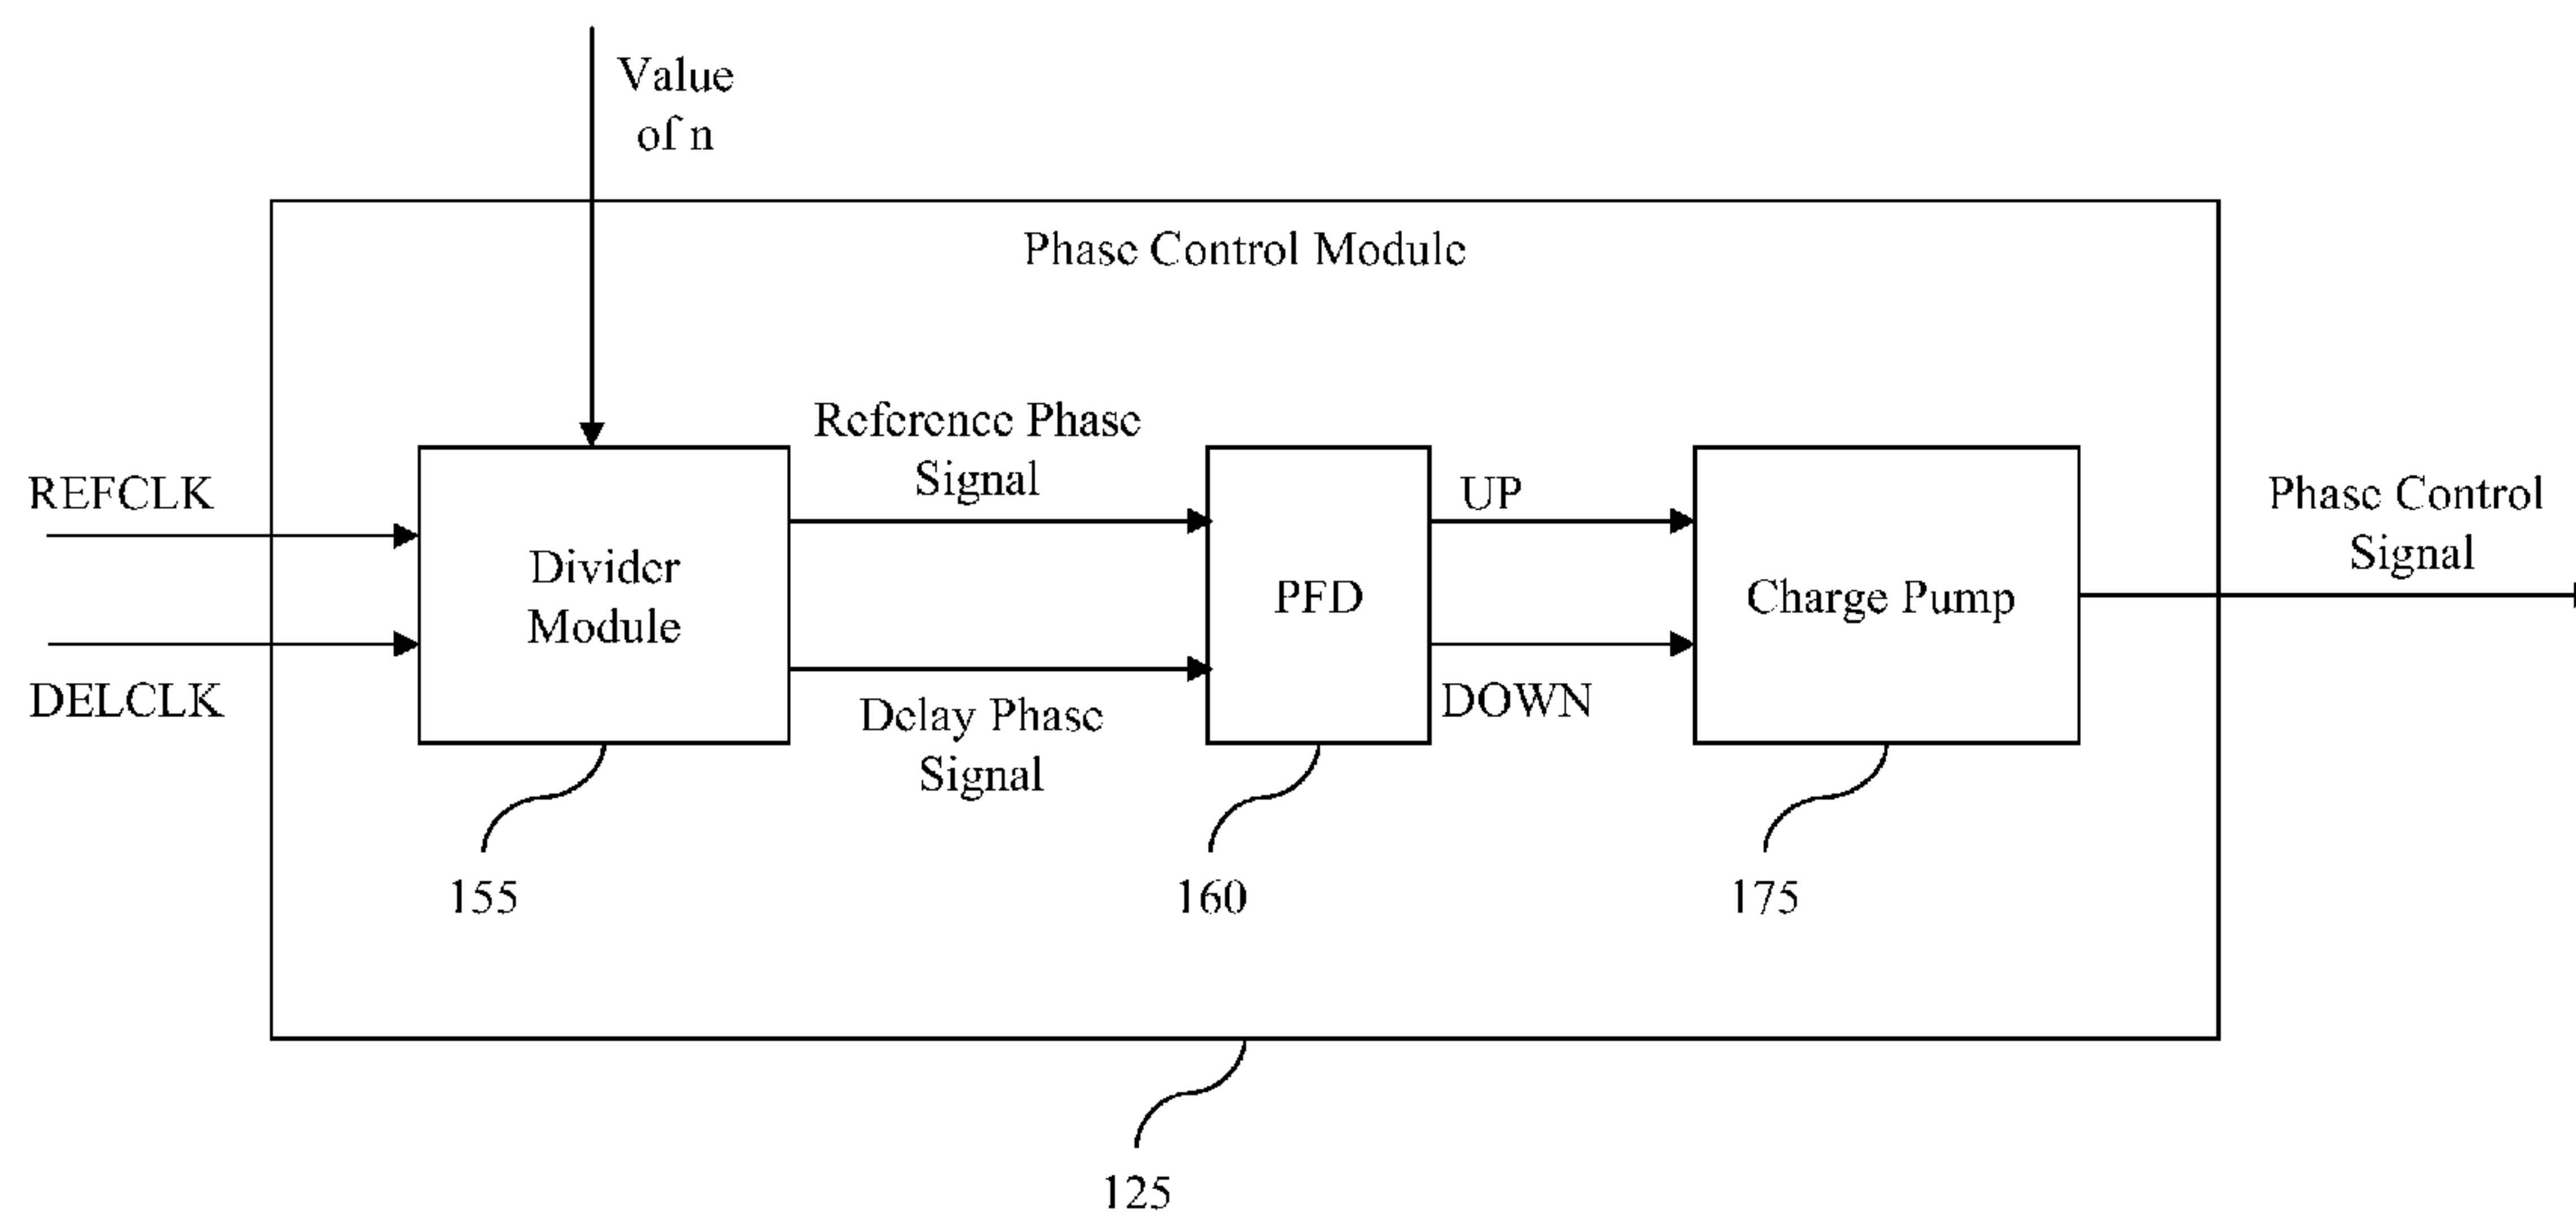 Value
of n
Phase Control Module
Reference Phase
Signal
REFCLK
UP
Phase Control
Signal
Divider
Module
PFD
Charge Pump
DELCLK
Delay Phase
Signal
DOWN
155
160
175
125